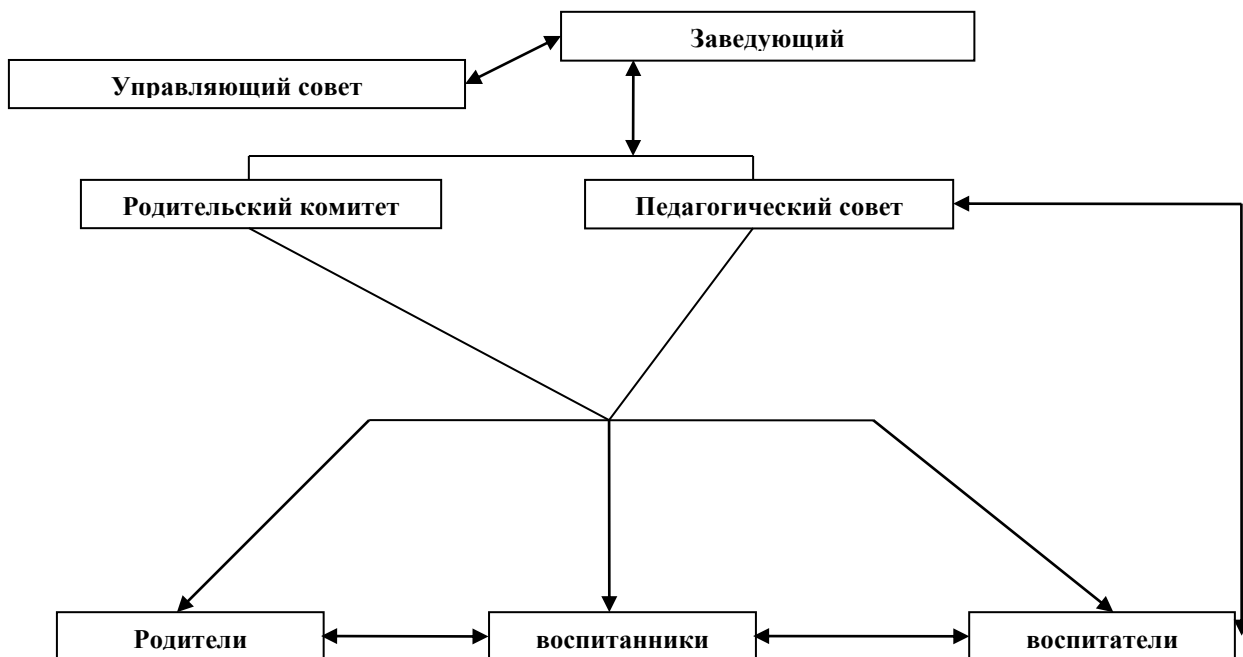 Заведующий
Управляющий совет
Родительский комитет
Педагогический совет
Родители
воспитанники
воспитатели